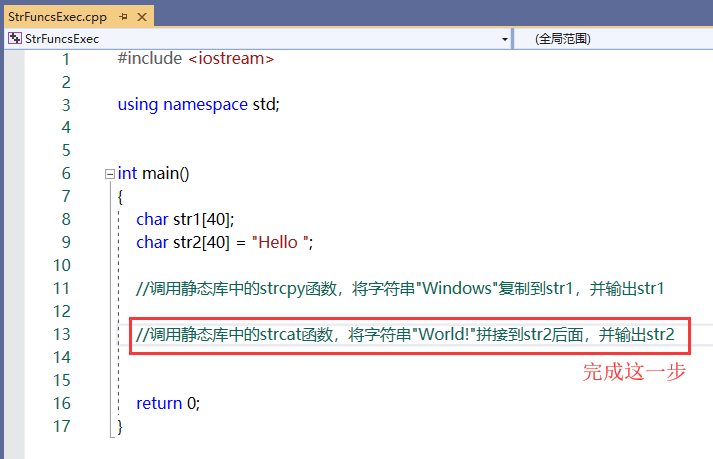 StrFuncsExec.cpp
StrFuncsExec (全局范围)
1 #include <iostream>
2
3 using namespace std;
4
5
6 int main()
7 {
8 char str1[40];
9 char str2[40] = "Hello ";
10
11 //调用静态库中的strcpy函数，将字符串"Windows"复制到str1，并输出str1
12
13 //调用静态库中的strcat函数，将字符串"World!"拼接到str2后面，并输出str2
14
15
完成这一步
16 return 0;
17 }